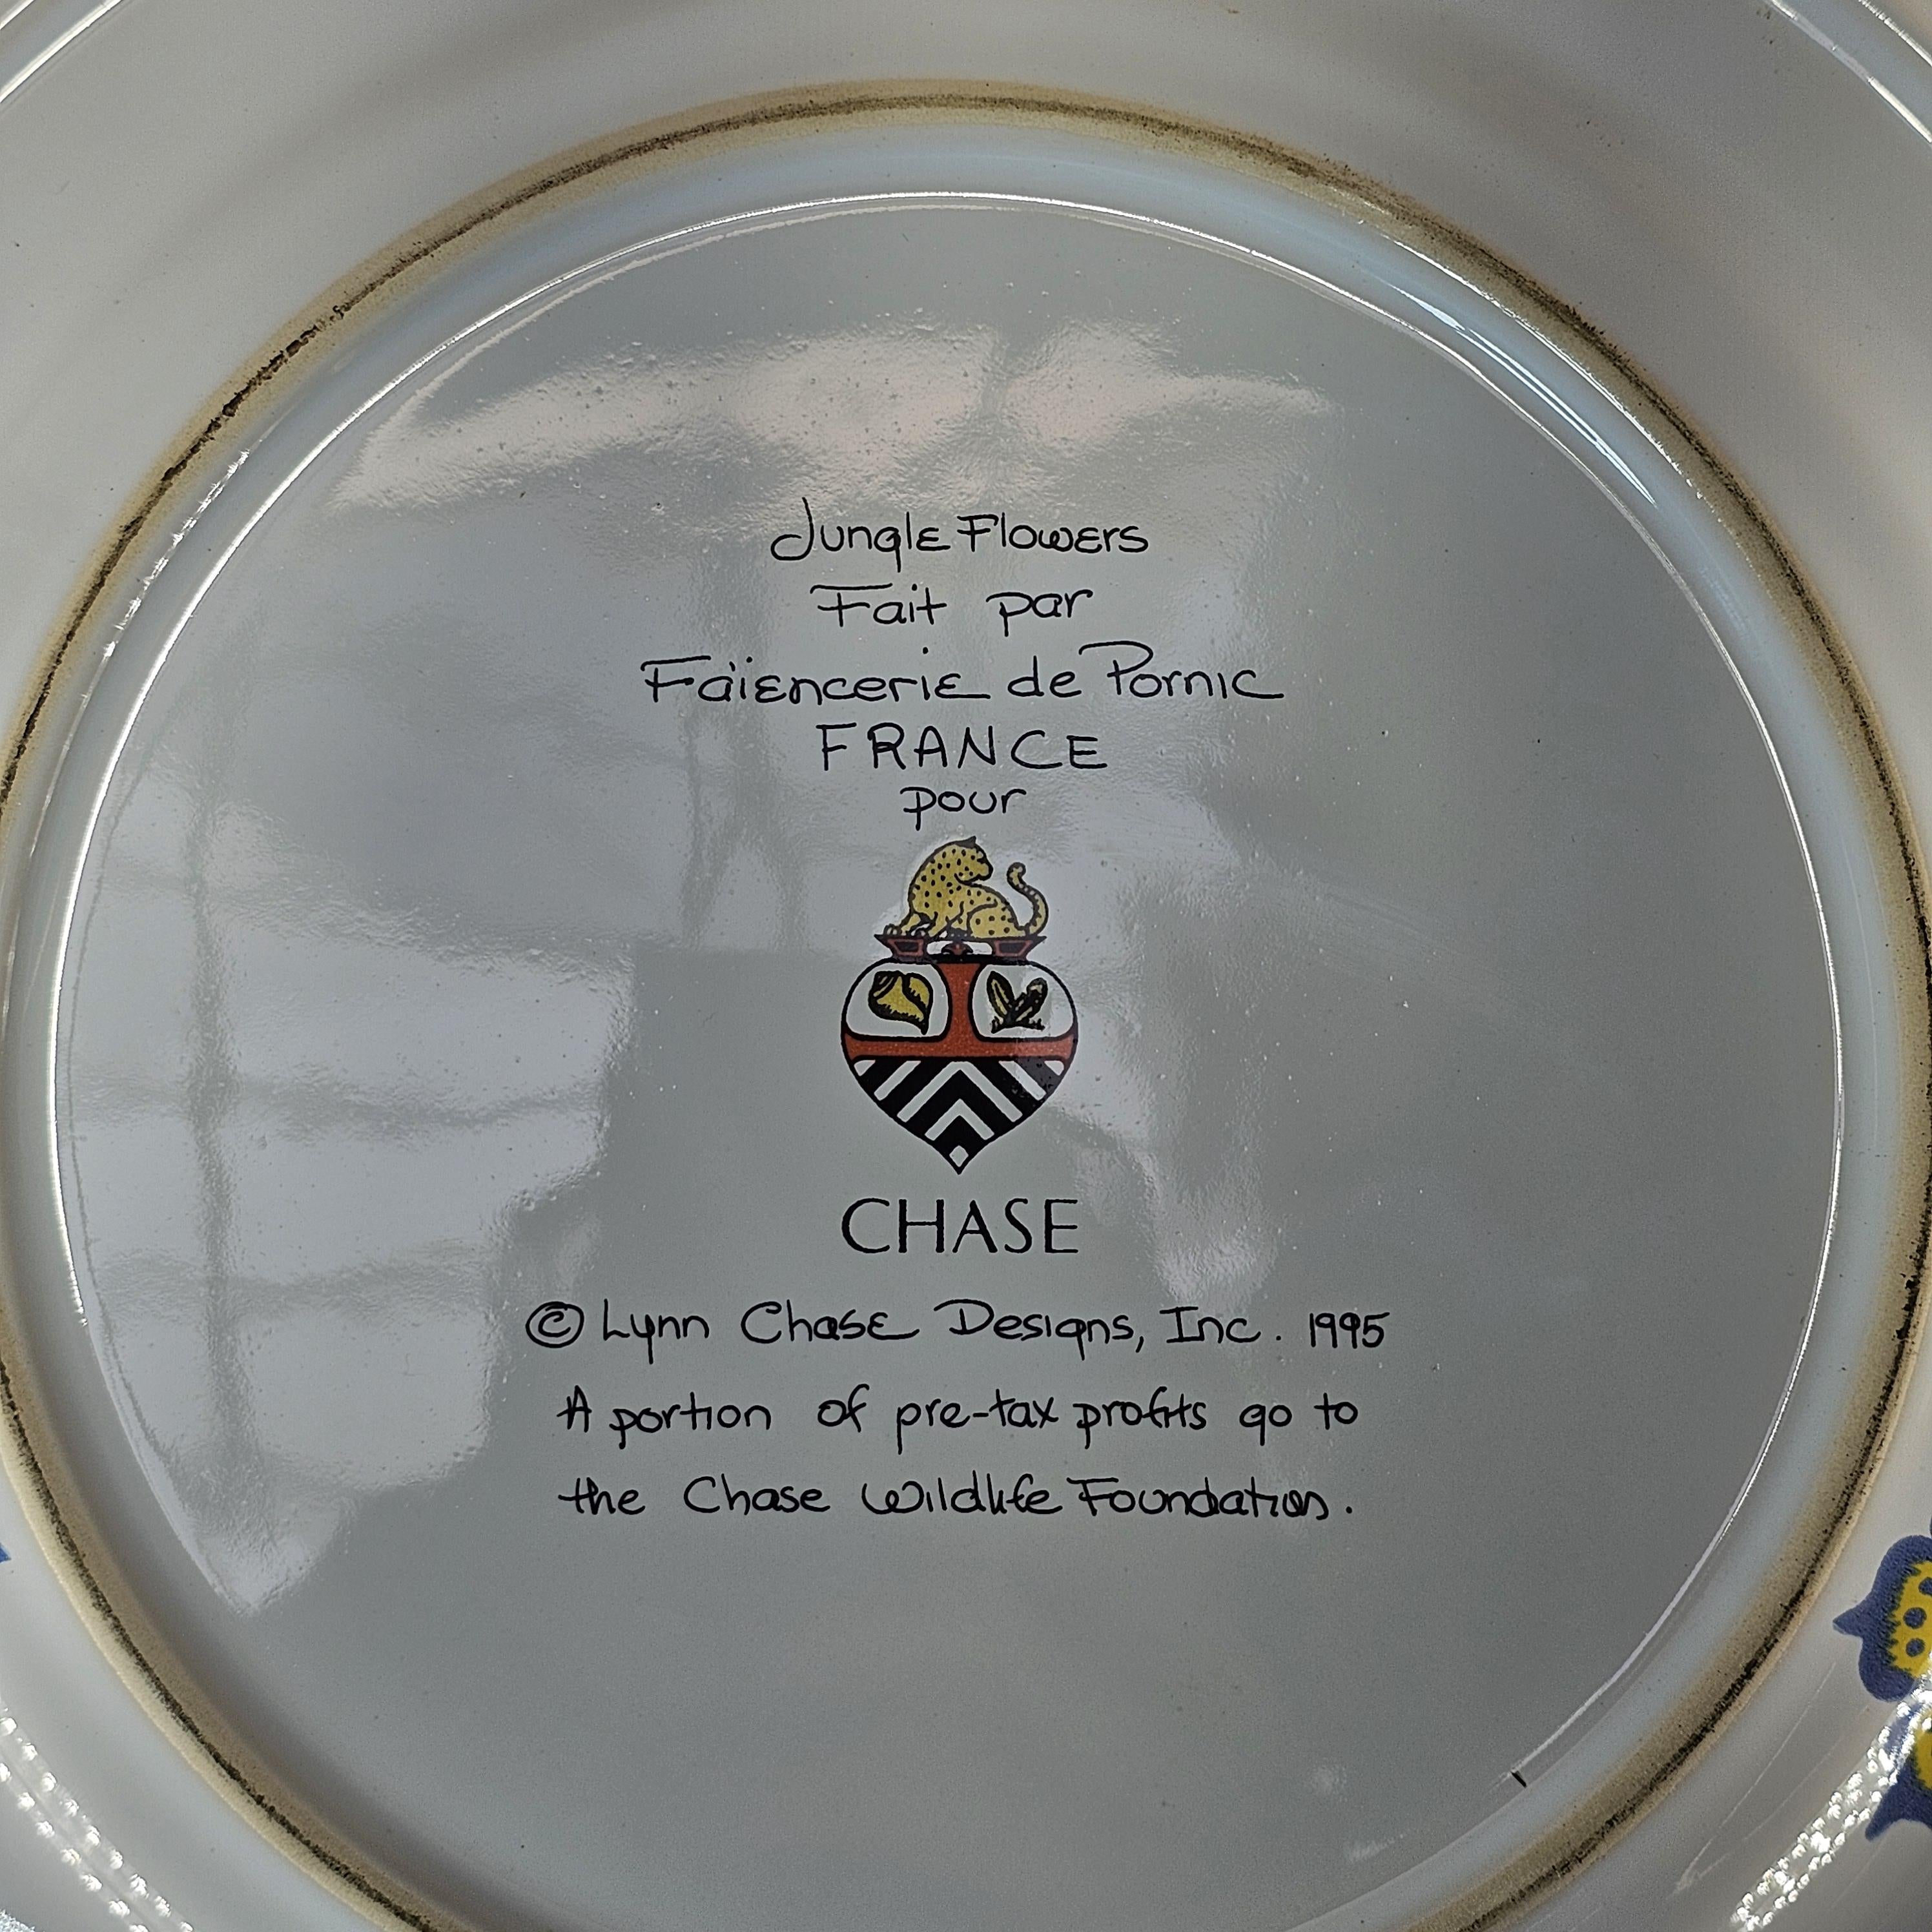 Jungle Flowers
Fait par
Faïencerie de Pornic
FRANCE
pour
CHASE
© Lynn Chase Designs, Inc. 1995
A portion of pre-tax profits go to
the Chase Wildlife Foundation.